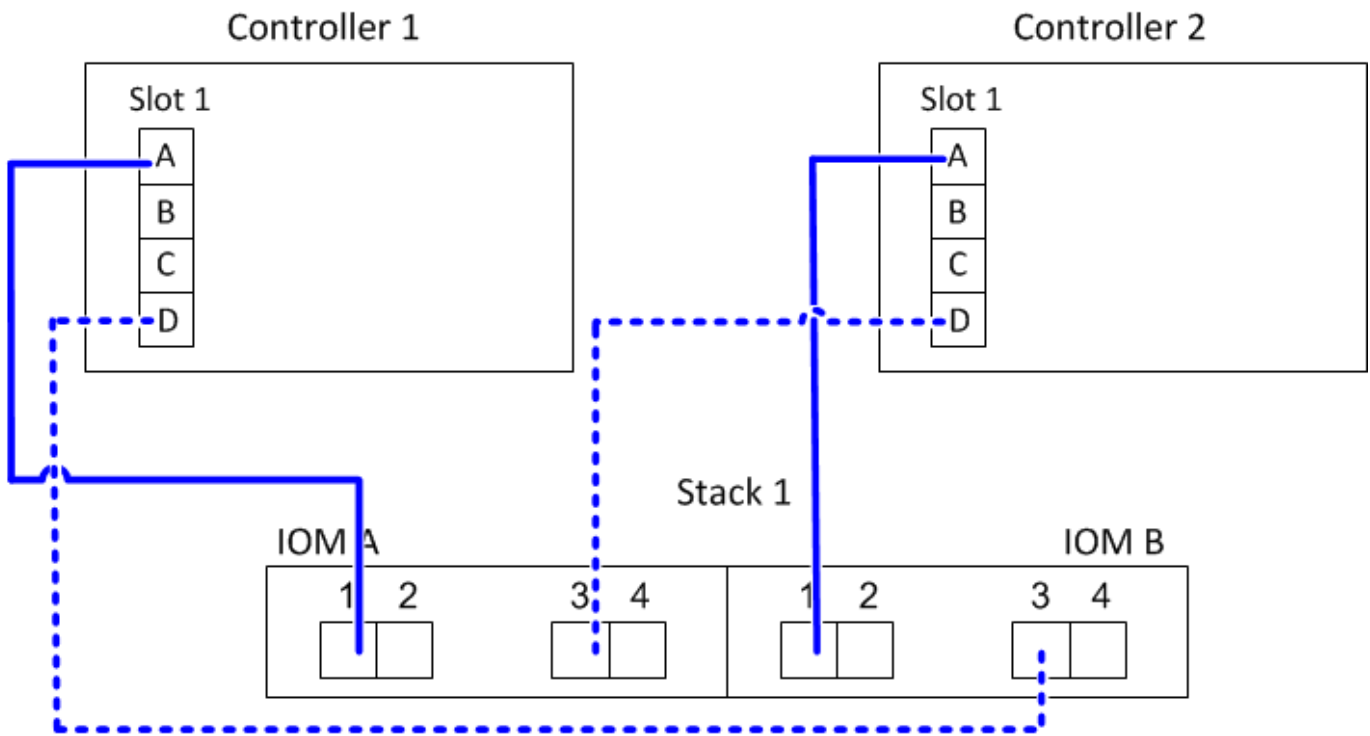 Controller 1
Controller 2
Slot 1
A
B
C
D
Slot 1
A
B
C
D
Stack 1
IOM A
IOM B
1 2 3 4 1 2 3 4